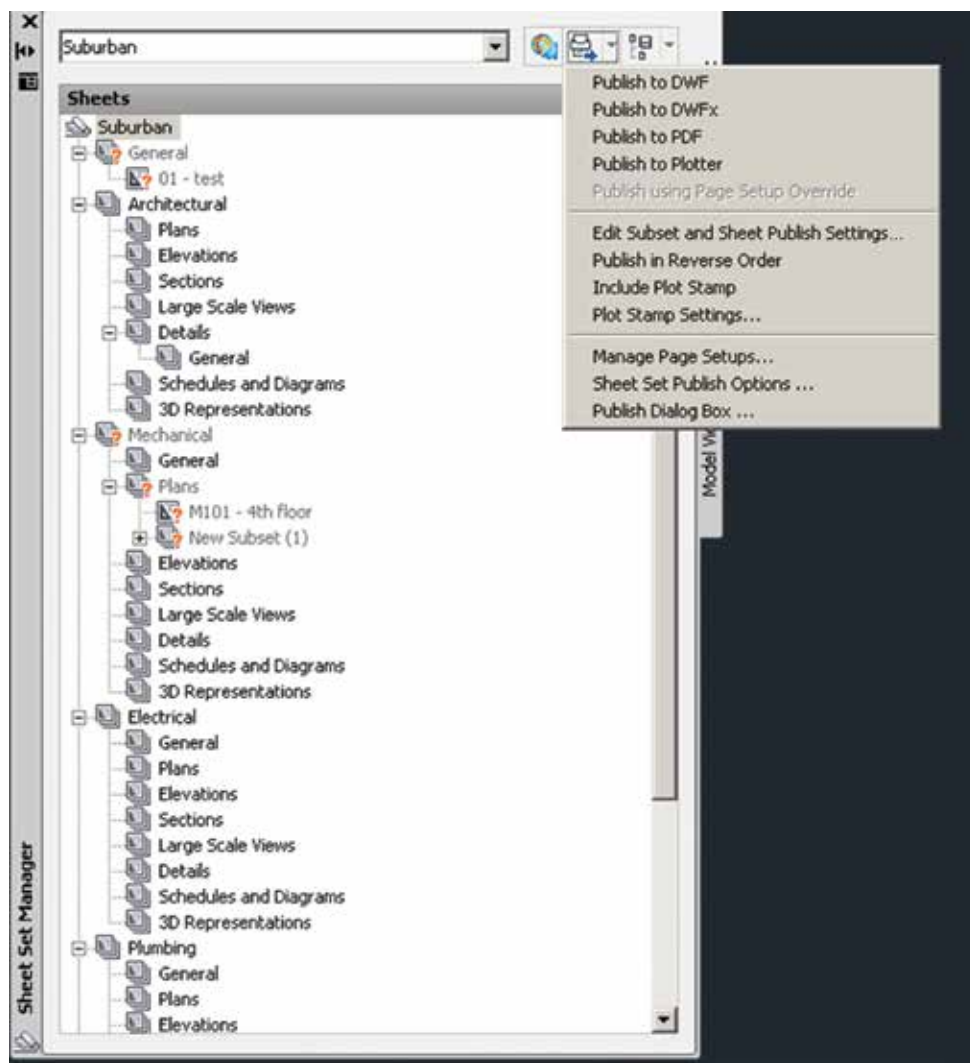 Suburban
Publish to DWF
Publish to DWFx
Publish to PDF
Publish to Plotter
Publish using Page Setup Override
Edit Subset and Sheet Publish Settings...
Publish in Reverse Order
Include Plot Stamp
Plot Stamp Settings...
Manage Page Setups...
Sheet Set Publish Options ...
Publish Dialog Box ...
Sheets
Suburban
General
01 - test
Architectural
Plans
Elevations
Sections
Large Scale Views
Details
General
Schedules and Diagrams
3D Representations
Mechanical
General
Plans
M101 - 4th floor
New Subset (1)
Elevations
Sections
Large Scale Views
Details
Schedules and Diagrams
3D Representations
Electrical
General
Plans
Elevations
Sections
Large Scale Views
Details
Schedules and Diagrams
3D Representations
Plumbing
General
Plans
Elevations
Model Vi
Sheet Set Manager